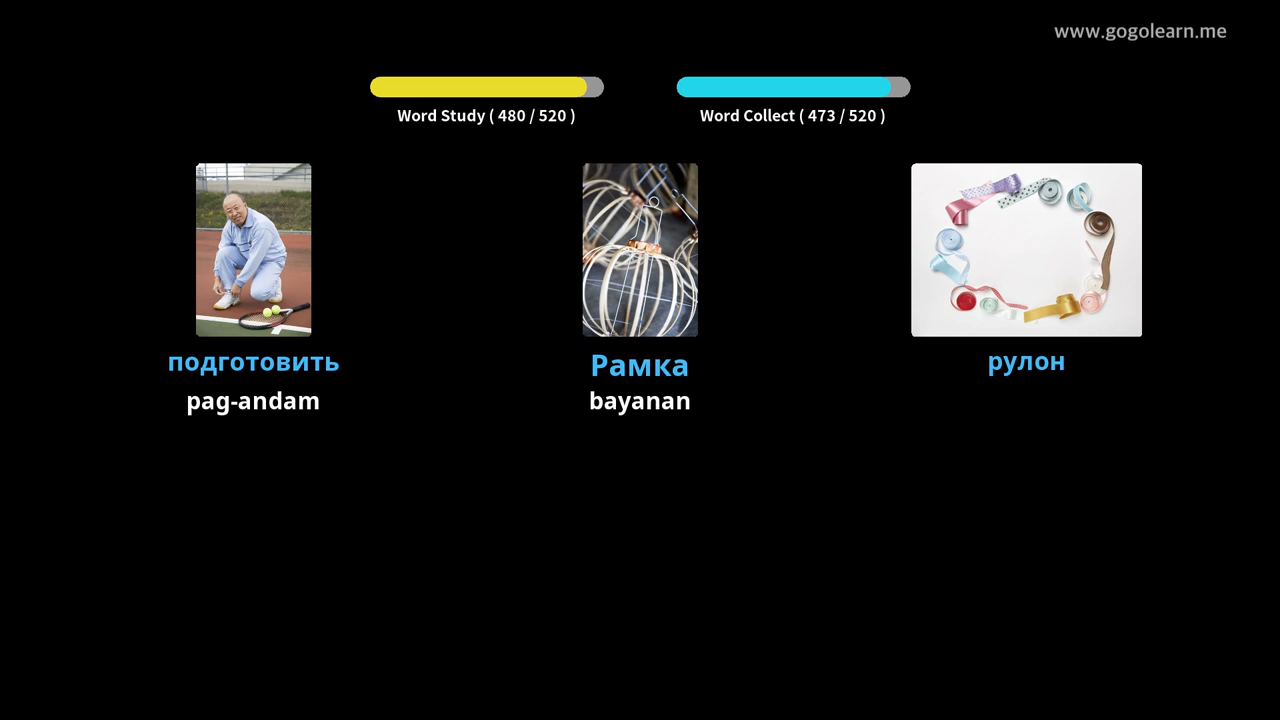 www.gogolearn.me
Word Study ( 480 / 520 )
Word Collect ( 473 / 520 )
подготовить
pag-andam
Рамка
bayanan
рулон